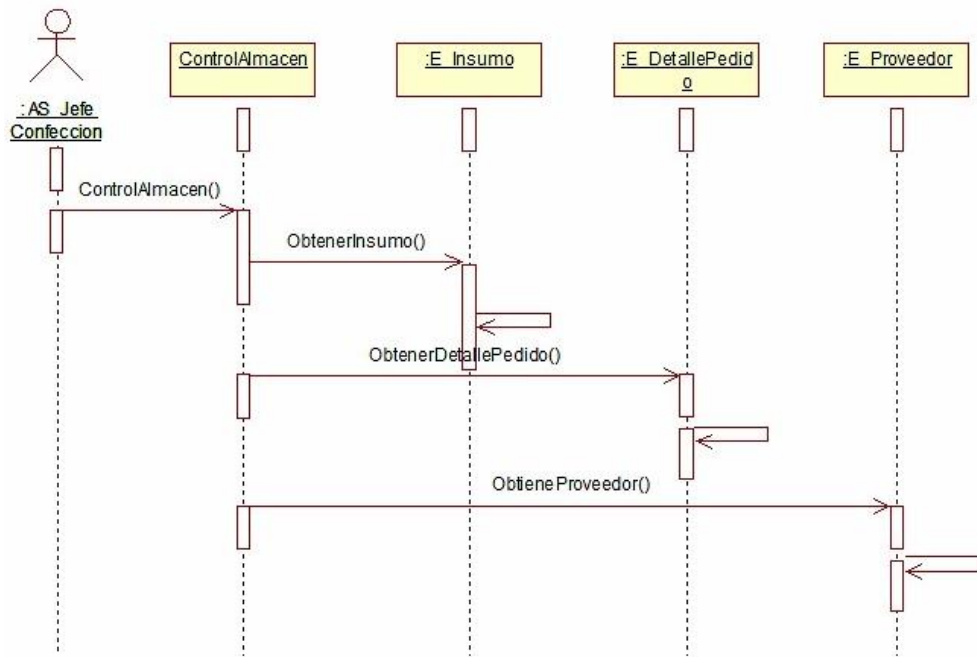 :AS_Jefe
Confeccion
ControlAlmacen
:E_Insumo
:E_DetallePedid
o
:E_Proveedor
ControlAlmacen()
ObtenerInsumo()
ObtenerDetallePedido()
ObtieneProveedor()